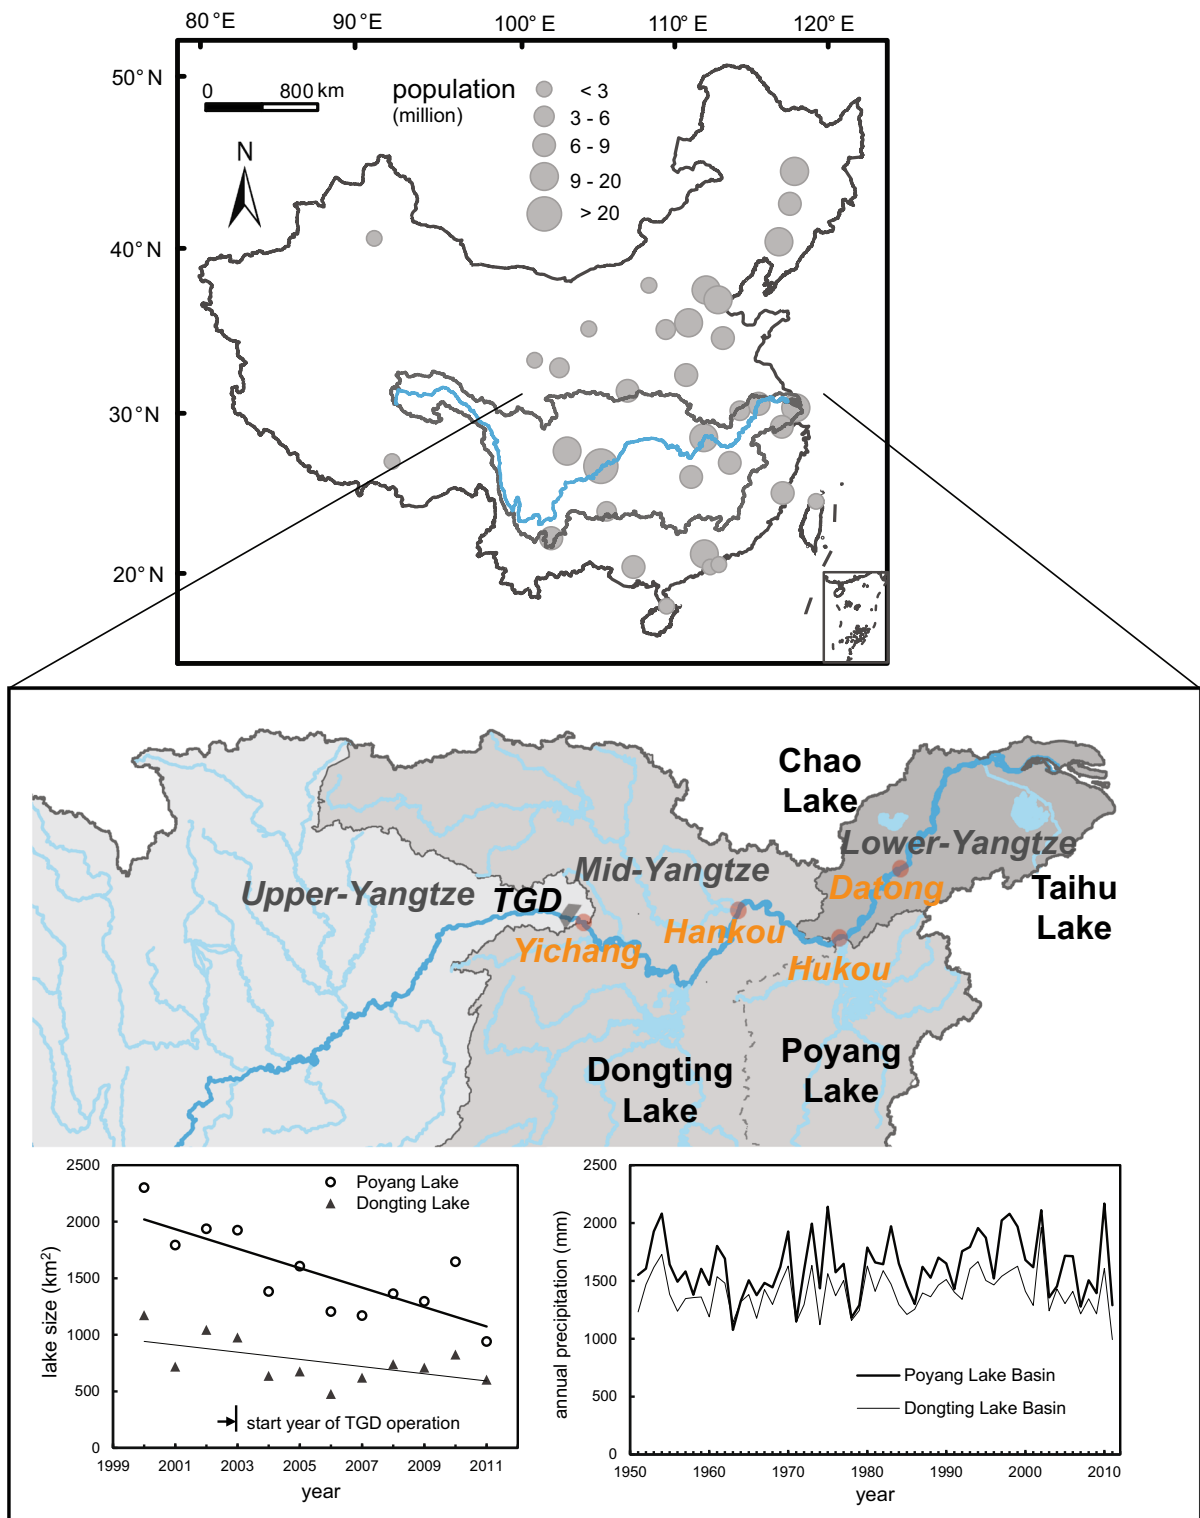 80° E 90° E 100° E 110° E 120° E
50° N
40° N
30° N
20° N
0 800 km
N
population
(million)
< 3
3 - 6
6 - 9
9 - 20
> 20
Chao
Lake
Lower-Yangtze
Mid-Yangtze
Upper-Yangtze
TGD
Datong
Taihu
Lake
Hankou
Yichang
Hukou
Poyang
Lake
Dongting
Lake
lake size (km²)
2500
2000
1500
1000
500
0
Poyang Lake
Dongting Lake
start year of TGD operation
1999 2001 2003 2005 2007 2009 2011
year
annual precipitation (mm)
2500
2000
1500
1000
500
0
Poyang Lake Basin
Dongting Lake Basin
1950 1960 1970 1980 1990 2000 2010
year